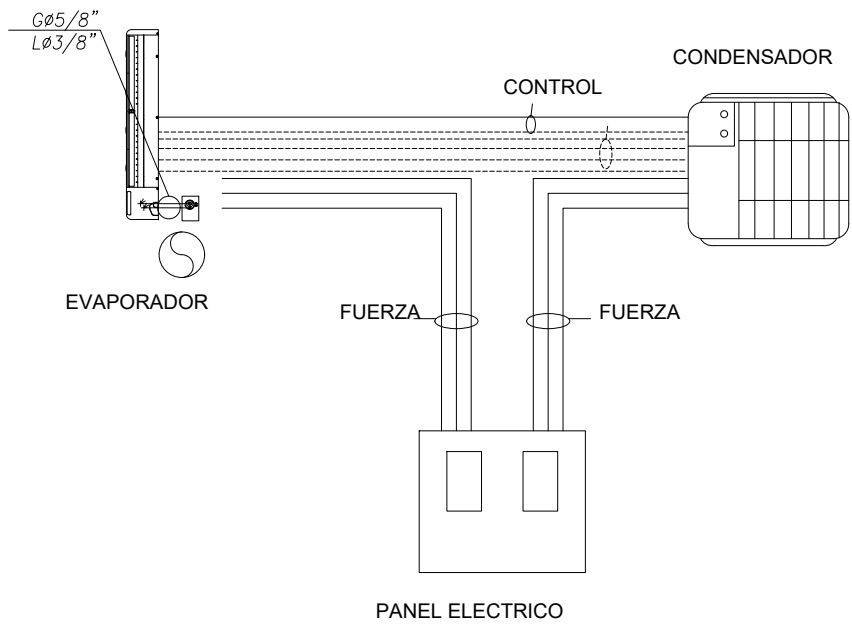 GØ5/8”
LØ3/8”
CONDENSADOR
CONTROL
EVAPORADOR
FUERZA
FUERZA
PANEL ELECTRICO